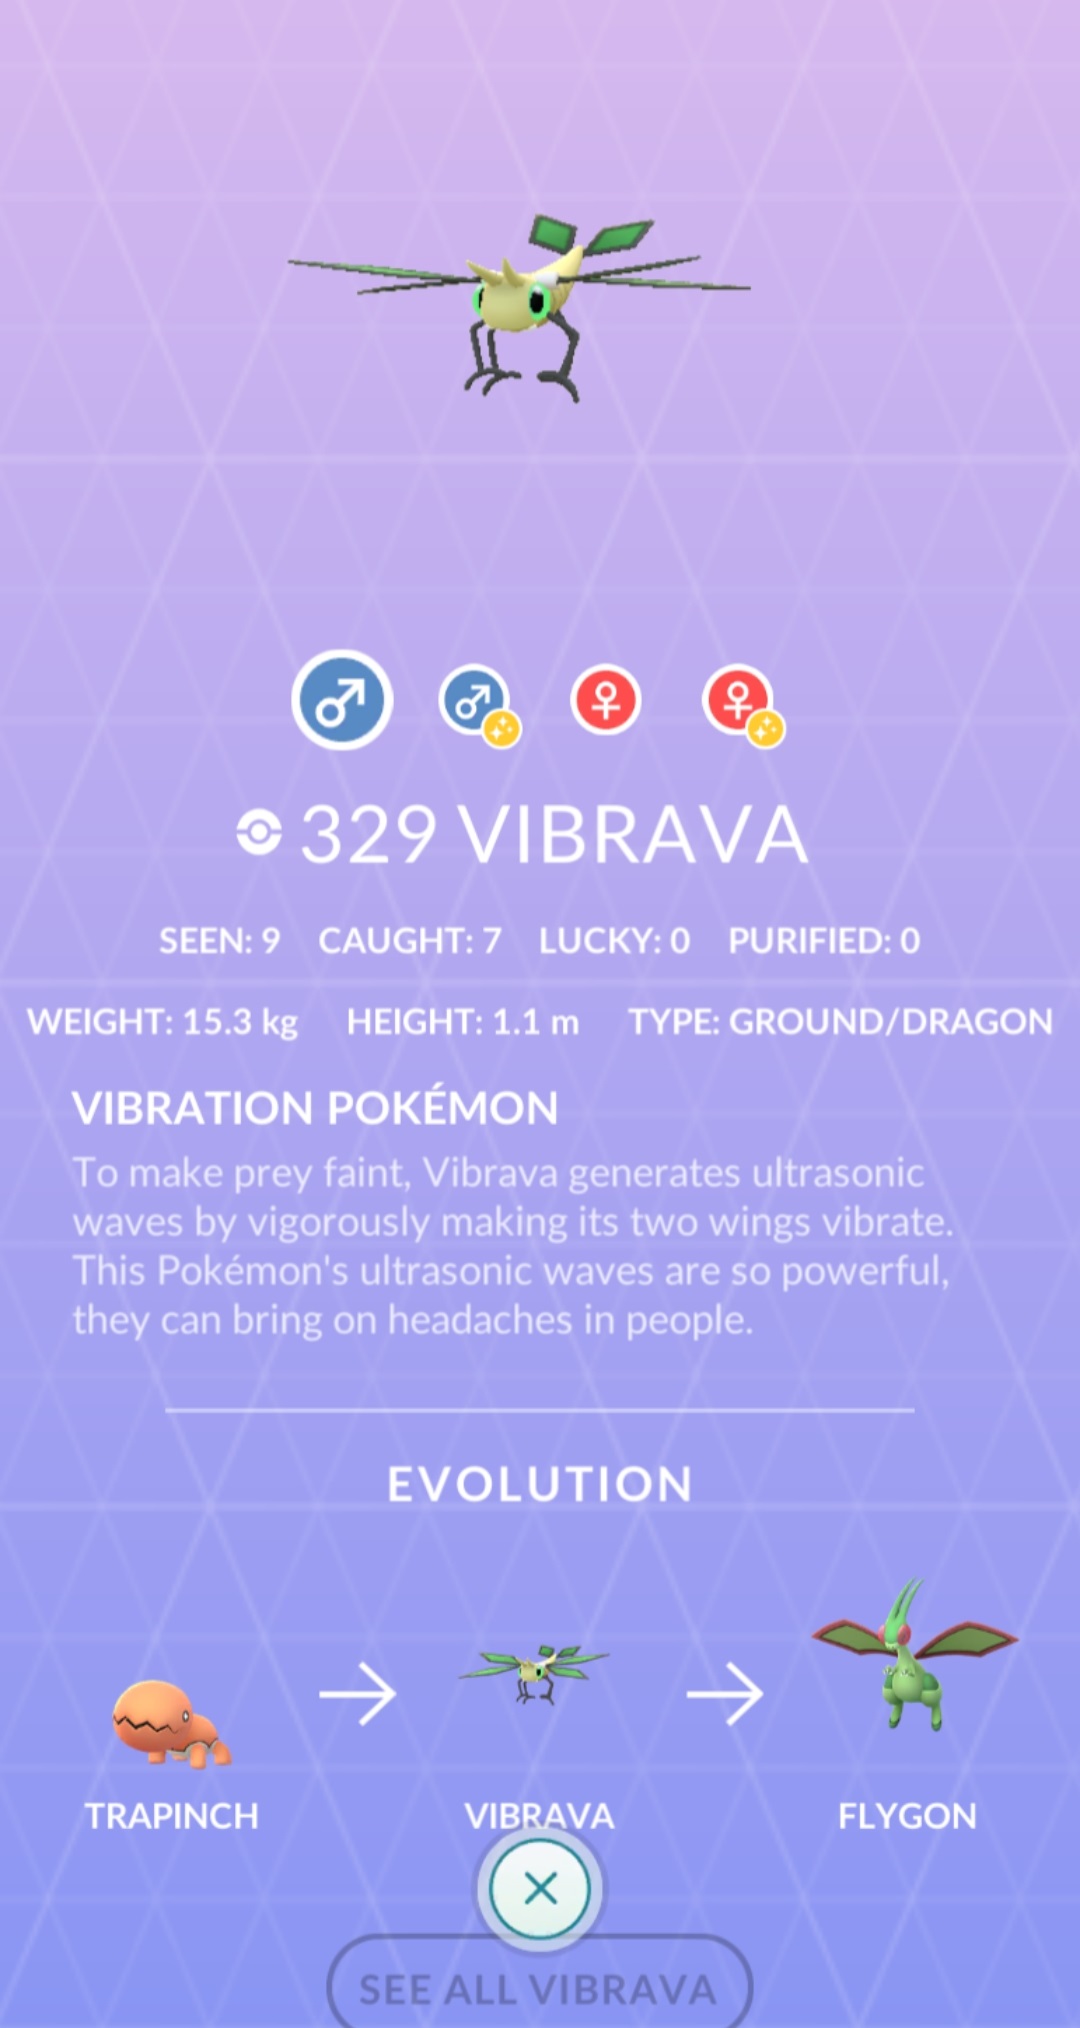 329 VIBRAVA
SEEN: 9 CAUGHT: 7 LUCKY: 0 PURIFIED: 0
WEIGHT: 15.3 kg HEIGHT: 1.1 m TYPE: GROUND/DRAGON
VIBRATION POKÉMON
To make prey faint, Vibrava generates ultrasonic
waves by vigorously making its two wings vibrate.
This Pokémon's ultrasonic waves are so powerful,
they can bring on headaches in people.
EVOLUTION
TRAPINCH VIBRAVA FLYGON
SEE ALL VIBRAVA